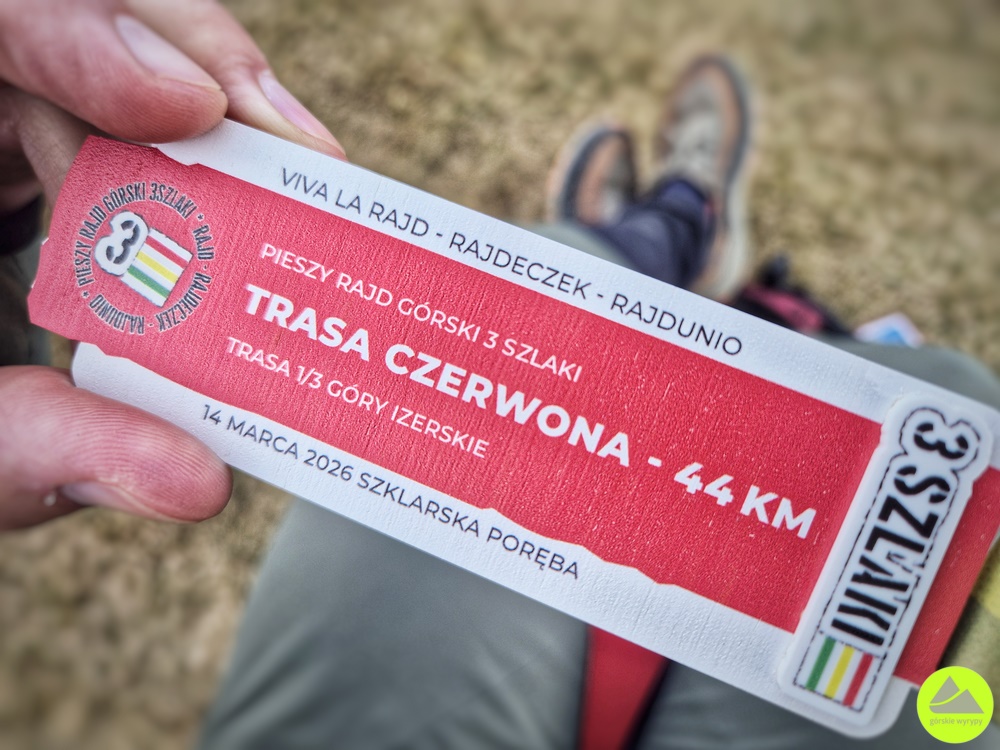 VIVA LA RAJD - RAJDECZEK - RAJDUNIO
PIESZY RAJD GÓRSKI 3SZLAKI * RAJD - RAJDECZEK - RAJDUNIO *
3
PIESZY RAJD GÓRSKI 3 SZLAKI
TRASA CZERWONA - 44 KM
TRASA 1/3 GÓRY IZERSKIE
14 MARCA 2026 SZKLARSKA PORĘBA
3 SZLAKI
górskie wyrypy